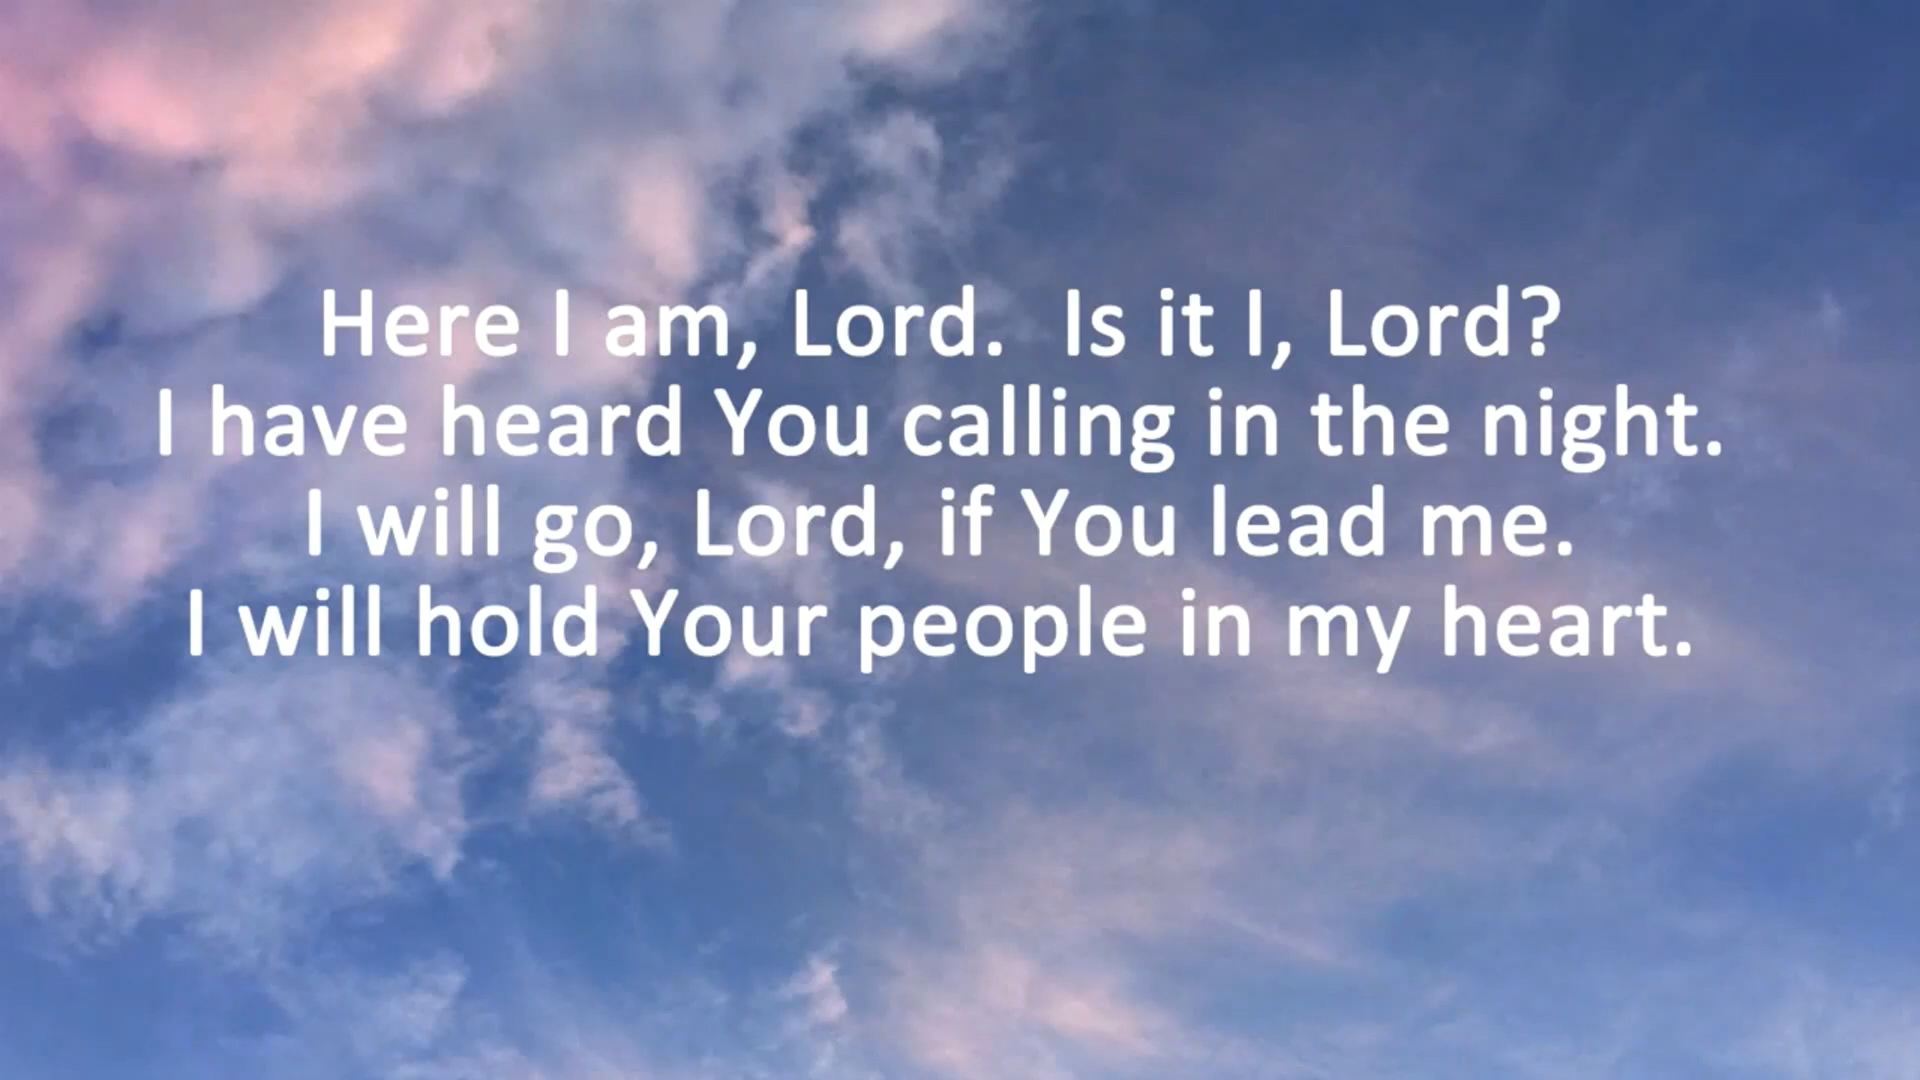 Here I am, Lord.  Is it I, Lord?
I have heard You calling in the night.
I will go, Lord, if You lead me.
I will hold Your people in my heart.